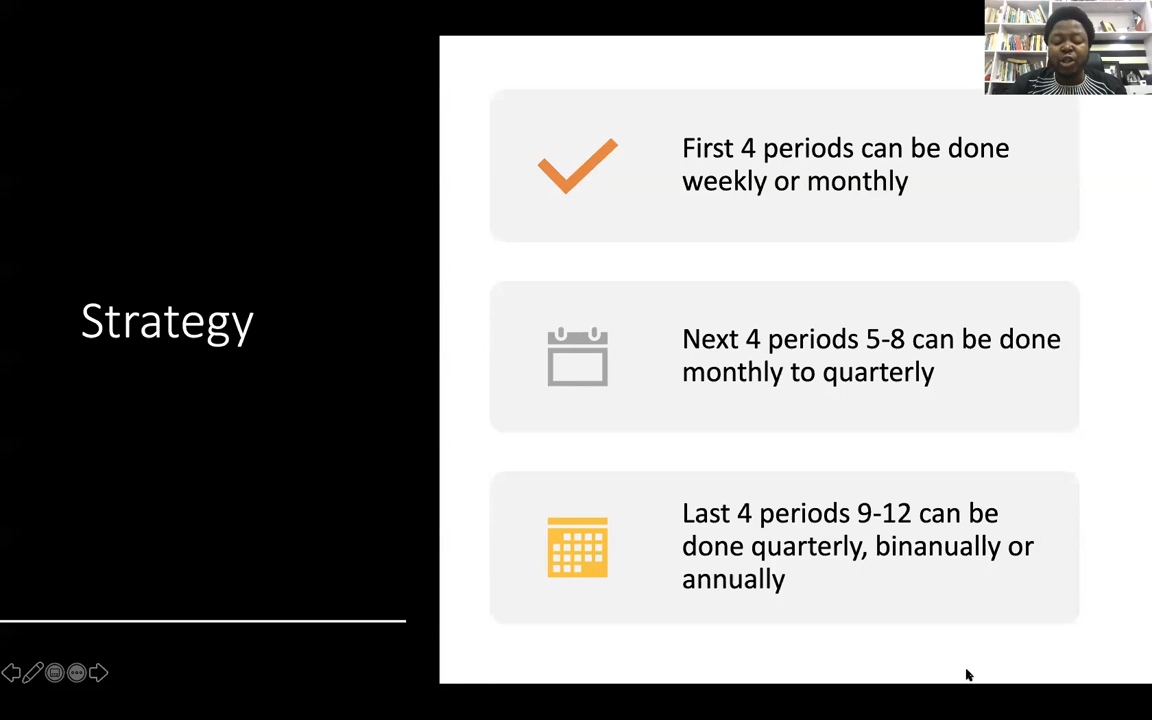 Strategy
First 4 periods can be done
weekly or monthly
Next 4 periods 5-8 can be done
monthly to quarterly
Last 4 periods 9-12 can be
done quarterly, binanually or
annually